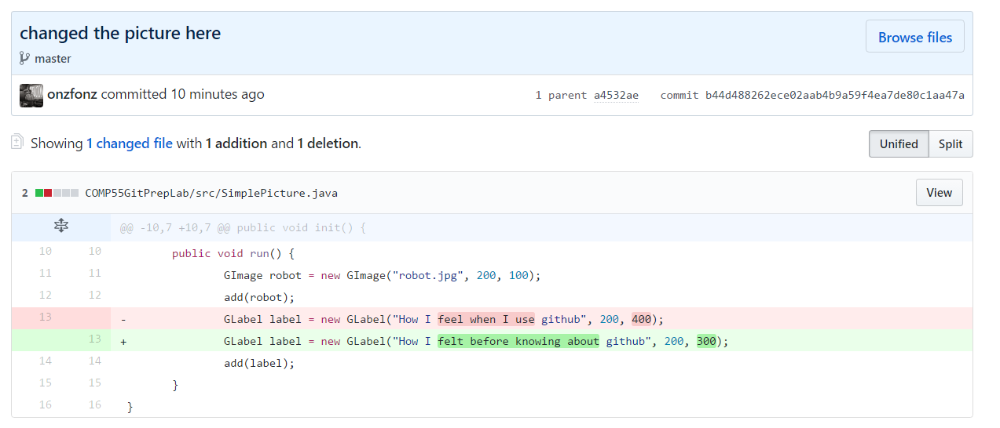 changed the picture here
Browse files
master
onzfonz committed 10 minutes ago
1 parent a4532ae commit b44d488262ece02aab4b9a59f4ea7de80c1aa47a
Showing 1 changed file with 1 addition and 1 deletion.
Unified Split
2 COMP55GitPrepLab/src/SimplePicture.java
View
@@ -10,7 +10,7 @@ public void init() {
10 10 public void run() {
11 11 GImage robot = new GImage("robot.jpg", 200, 100);
12 12 add(robot);
13 - GLabel label = new GLabel("How I feel when I use github", 200, 400);
13 + GLabel label = new GLabel("How I felt before knowing about github", 200, 300);
14 14 add(label);
15 15 }
16 16 }